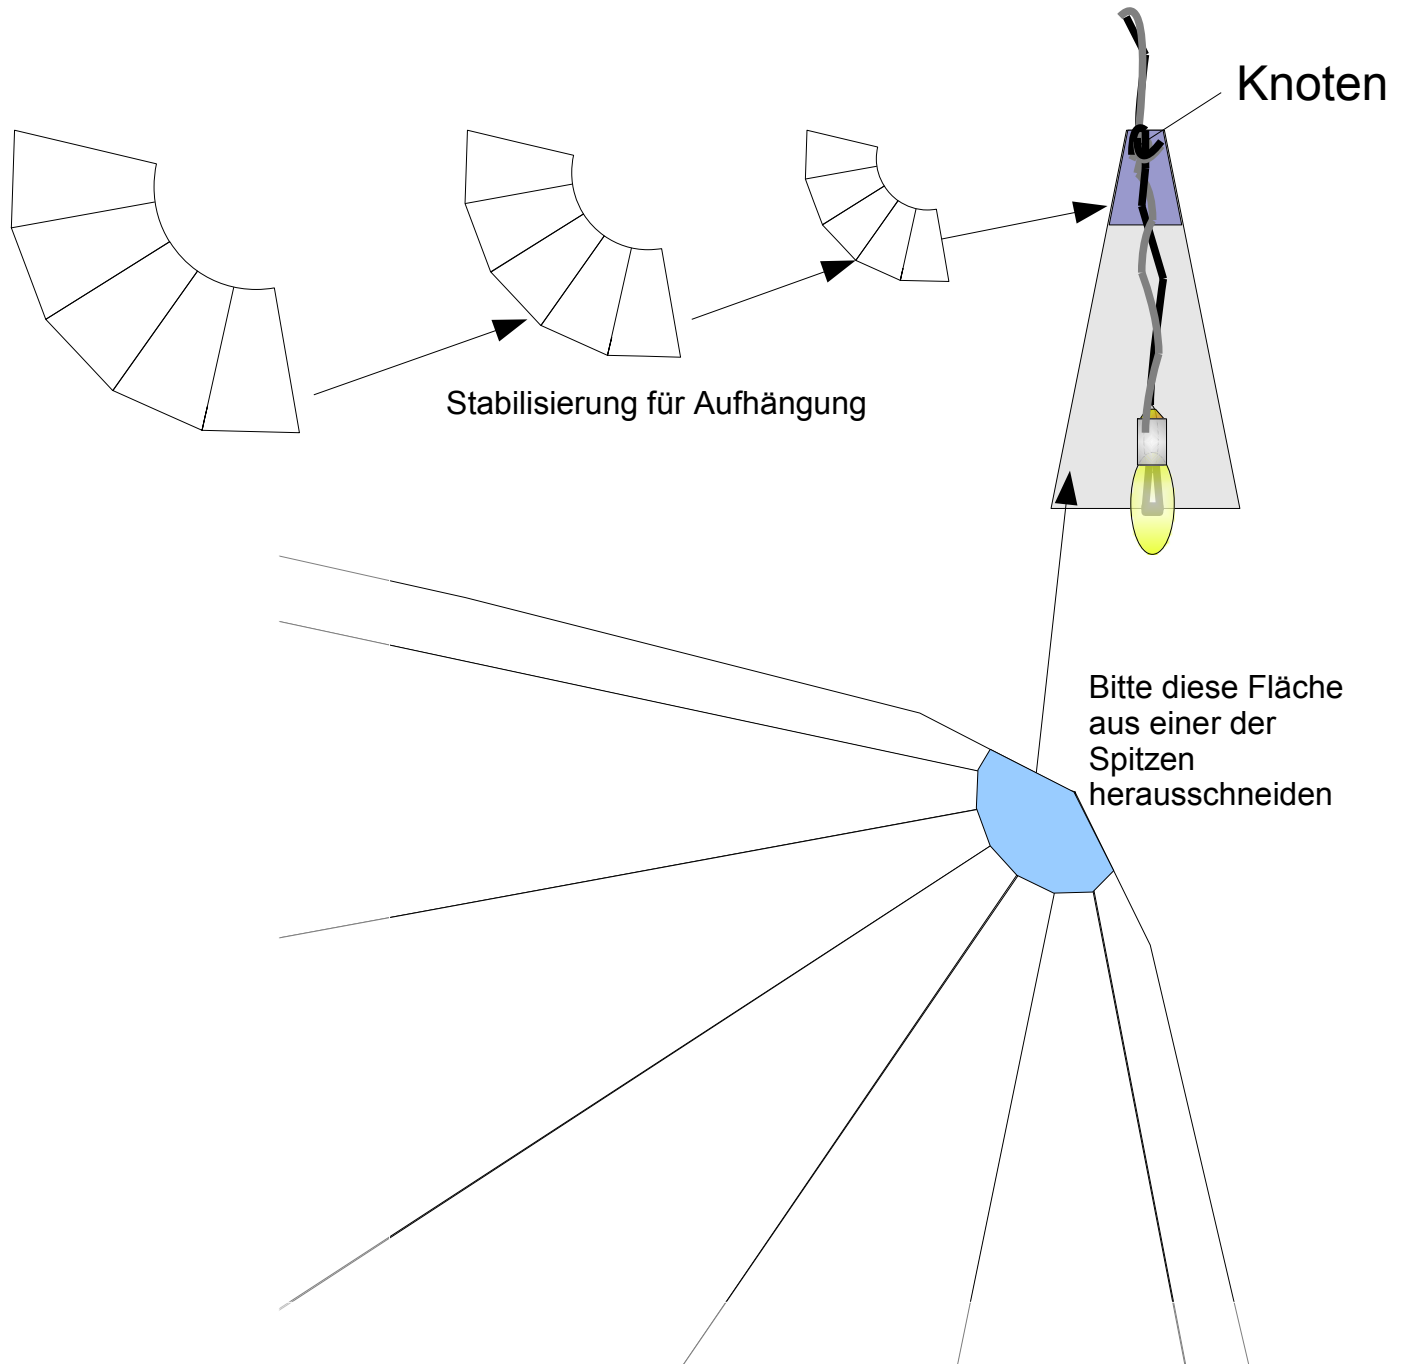 Knoten
Stabilisierung für Aufhängung
Bitte diese Fläche
aus einer der
Spitzen
herausschneiden